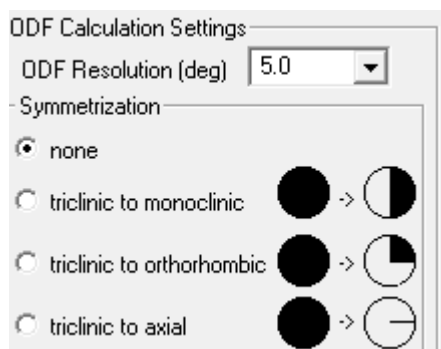 ODF Calculation Settings
ODF Resolution (deg) 5.0
Symmetrization
none
triclinic to monoclinic ->
triclinic to orthorhombic ->
triclinic to axial ->